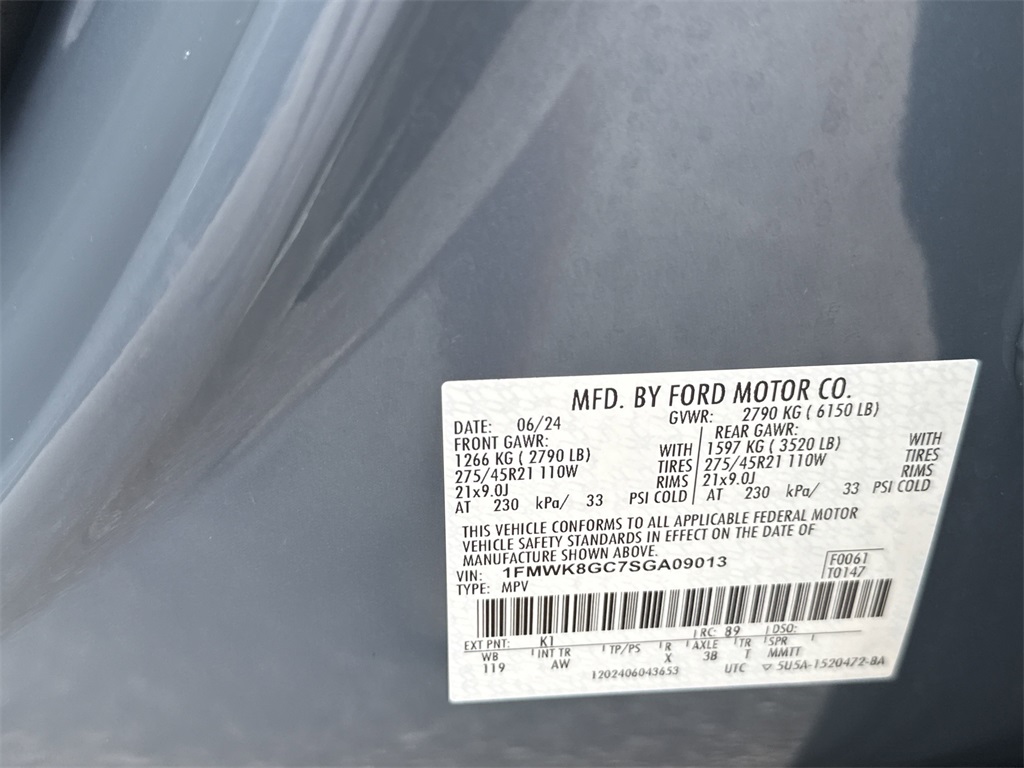 MFD. BY FORD MOTOR CO.
DATE: 06/24 GVWR: 2790 KG ( 6150 LB)
FRONT GAWR: REAR GAWR:
1266 KG ( 2790 LB) WITH 1597 KG ( 3520 LB) WITH
275/45R21 110W TIRES 275/45R21 110W TIRES
21x9.0J RIMS 21x9.0J RIMS
AT 230 kPa/ 33 PSI COLD AT 230 kPa/ 33 PSI COLD
THIS VEHICLE CONFORMS TO ALL APPLICABLE FEDERAL MOTOR
VEHICLE SAFETY STANDARDS IN EFFECT ON THE DATE OF
MANUFACTURE SHOWN ABOVE.
VIN: 1FMWK8GC7SGA09013 F0061
TYPE: MPV T0147
EXT PNT: K1 RC: 89 DSO:
WB INT TR TP/PS R AXLE TR SPR
119 AW X 3B T MMTT
1202406043653 UTC ▽ 5U5A-1520472-BA